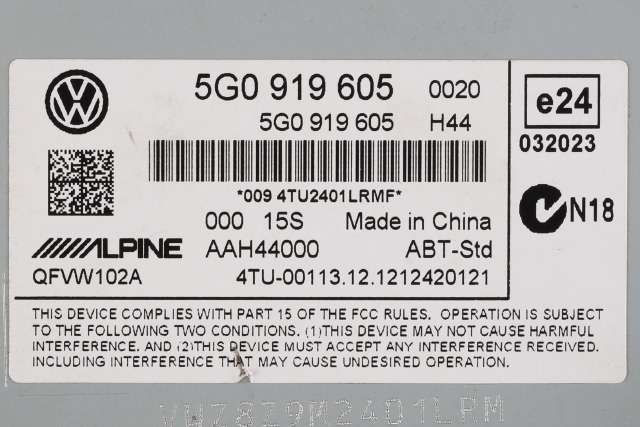 5G0 919 605 0020
5G0 919 605 H44
*009 4TU2401LRMF*
000 15S Made in China
ALPINE AAH44000 ABT-Std
QFVW102A 4TU-00113.12.1212420121
e24
032023
N18
THIS DEVICE COMPLIES WITH PART 15 OF THE FCC RULES. OPERATION IS SUBJECT
TO THE FOLLOWING TWO CONDITIONS. (1)THIS DEVICE MAY NOT CAUSE HARMFUL
INTERFERENCE. AND (2)THIS DEVICE MUST ACCEPT ANY INTERFERENCE RECEIVED.
INCLUDING INTERFERENCE THAT MAY CAUSE UNDESIRED OPERATION.
VWZ8Z9M2401LRM